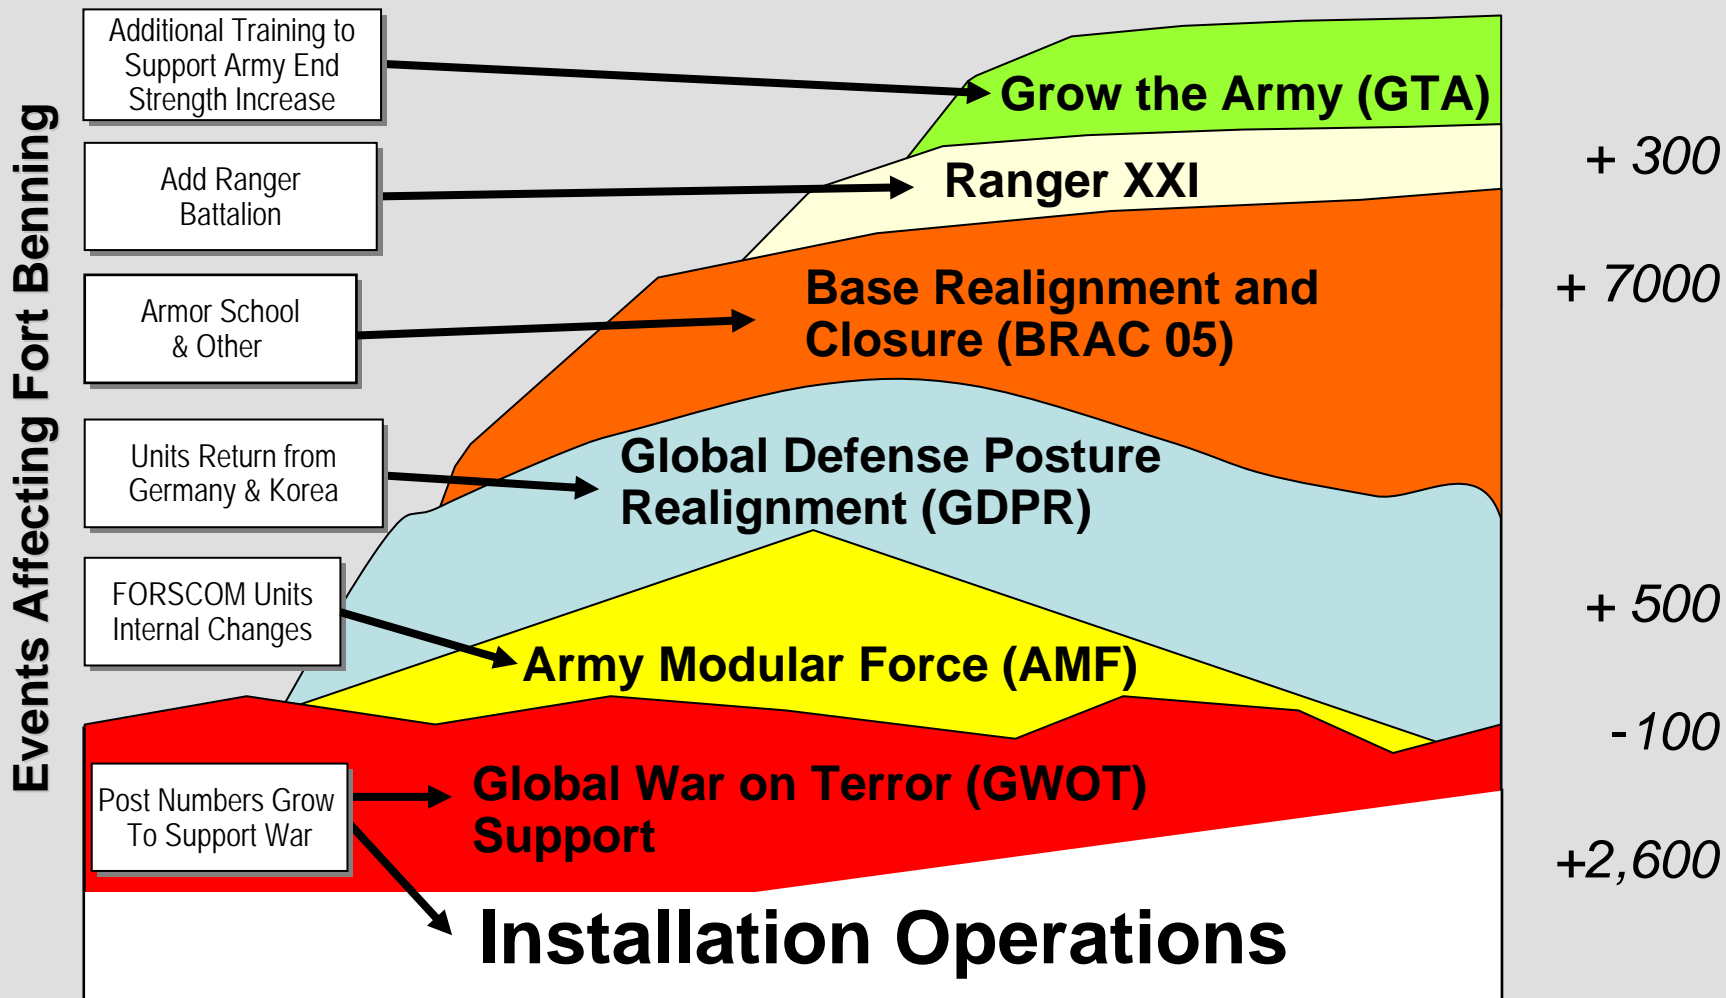 Events Affecting Fort Benning
Additional Training to
Support Army End
Strength Increase
Grow the Army (GTA)
Add Ranger
Battalion
Ranger XXI
+ 300
Armor School
& Other
Base Realignment and
Closure (BRAC 05)
+ 7000
Units Return from
Germany & Korea
Global Defense Posture
Realignment (GDPR)
+ 500
FORSCOM Units
Internal Changes
Army Modular Force (AMF)
-100
Post Numbers Grow
To Support War
Global War on Terror (GWOT)
Support
+2,600
Installation Operations